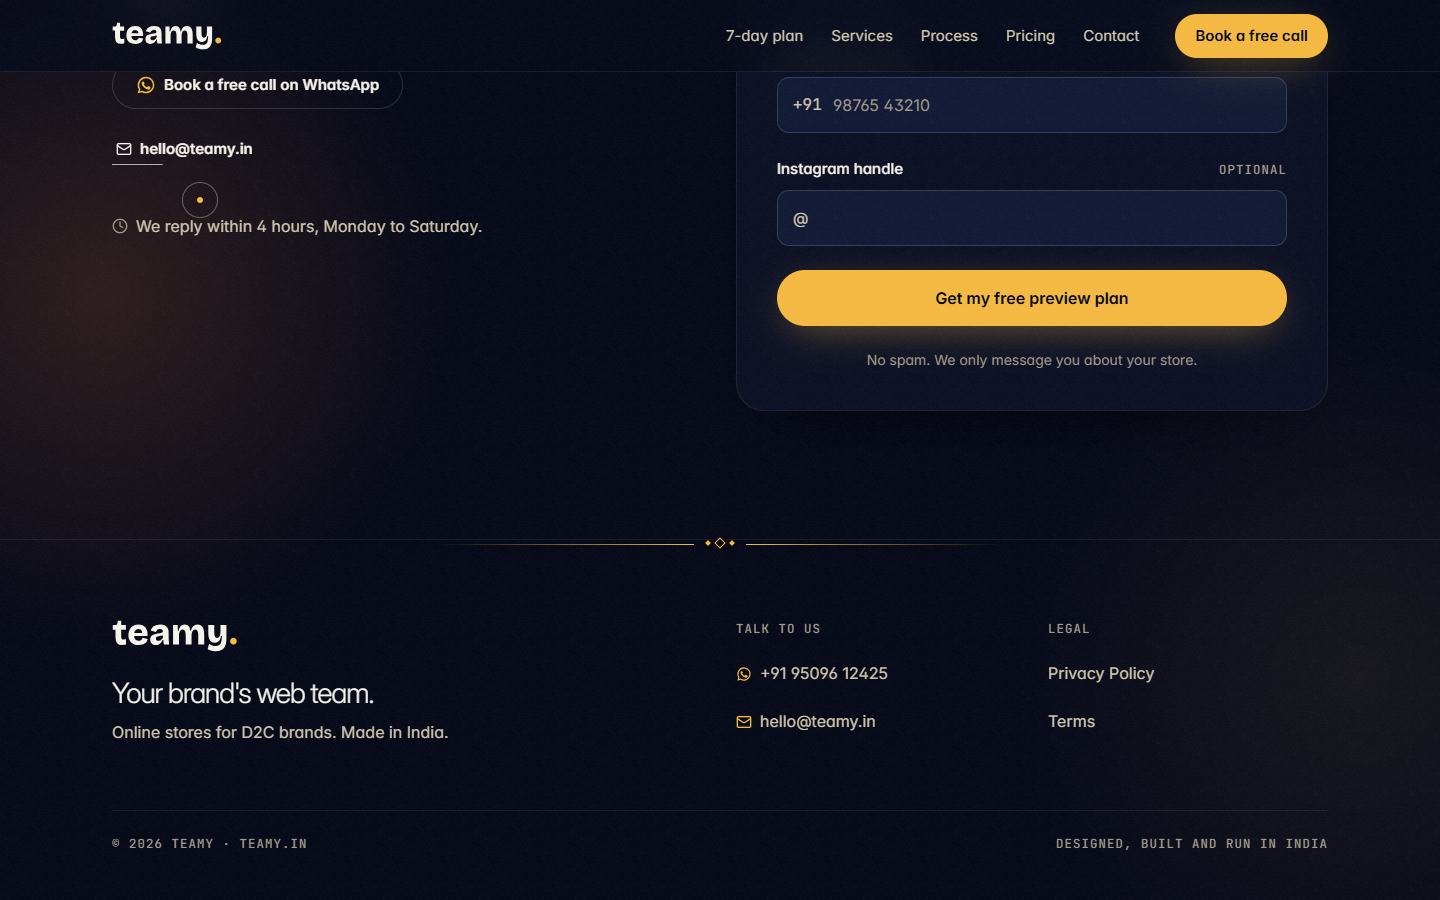 teamy.
7-day plan
Services
Process
Pricing
Contact
Book a free call
Book a free call on WhatsApp
hello@teamy.in
We reply within 4 hours, Monday to Saturday.
+91 98765 43210
Instagram handle
OPTIONAL
@
Get my free preview plan
No spam. We only message you about your store.
teamy.
Your brand's web team.
Online stores for D2C brands. Made in India.
TALK TO US
+91 95096 12425
hello@teamy.in
LEGAL
Privacy Policy
Terms
© 2026 TEAMY · TEAMY.IN
DESIGNED, BUILT AND RUN IN INDIA